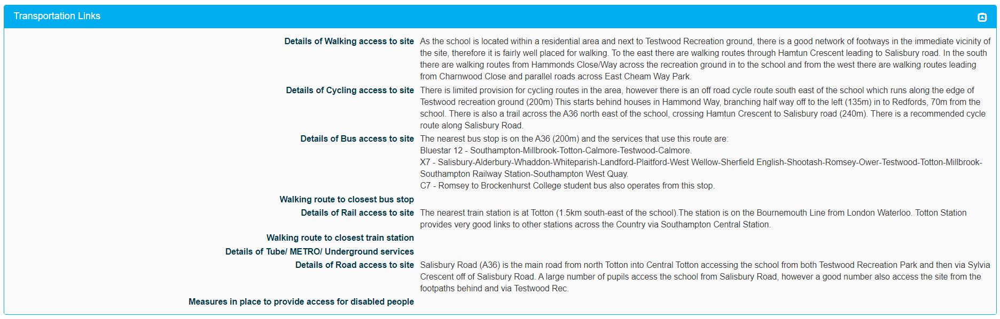 Transportation Links
Details of Walking access to site As the school is located within a residential area and next to Testwood Recreation ground, there is a good network of footways in the immediate vicinity of
the site, therefore it is fairly well placed for walking. To the east there are walking routes through Hamtun Crescent leading to Salisbury road. In the south
there are walking routes from Hammonds Close/Way across the recreation ground in to the school and from the west there are walking routes leading
from Charnwood Close and parallel roads across East Cheam Way Park.
Details of Cycling access to site There is limited provision for cycling routes in the area, however there is an off road cycle route south east of the school which runs along the edge of
Testwood recreation ground (200m) This starts behind houses in Hammond Way, branching half way off to the left (135m) in to Redfords, 70m from the
school. There is also a trail across the A36 north east of the school, crossing Hamtun Crescent to Salisbury road (240m). There is a recommended cycle
route along Salisbury Road.
Details of Bus access to site The nearest bus stop is on the A36 (200m) and the services that use this route are:
Bluestar 12 - Southampton-Millbrook-Totton-Calmore-Testwood-Calmore.
X7 - Salisbury-Alderbury-Whaddon-Whiteparish-Landford-Plaitford-West Wellow-Sherfield English-Shootash-Romsey-Ower-Testwood-Totton-Millbrook-
Southampton Railway Station-Southampton West Quay.
C7 - Romsey to Brockenhurst College student bus also operates from this stop.
Walking route to closest bus stop
Details of Rail access to site The nearest train station is at Totton (1.5km south-east of the school).The station is on the Bournemouth Line from London Waterloo. Totton Station
provides very good links to other stations across the Country via Southampton Central Station.
Walking route to closest train station
Details of Tube/ METRO/ Underground services
Details of Road access to site Salisbury Road (A36) is the main road from north Totton into Central Totton accessing the school from both Testwood Recreation Park and then via Sylvia
Crescent off of Salisbury Road. A large number of pupils access the school from Salisbury Road, however a good number also access the site from the
footpaths behind and via Testwood Rec.
Measures in place to provide access for disabled people